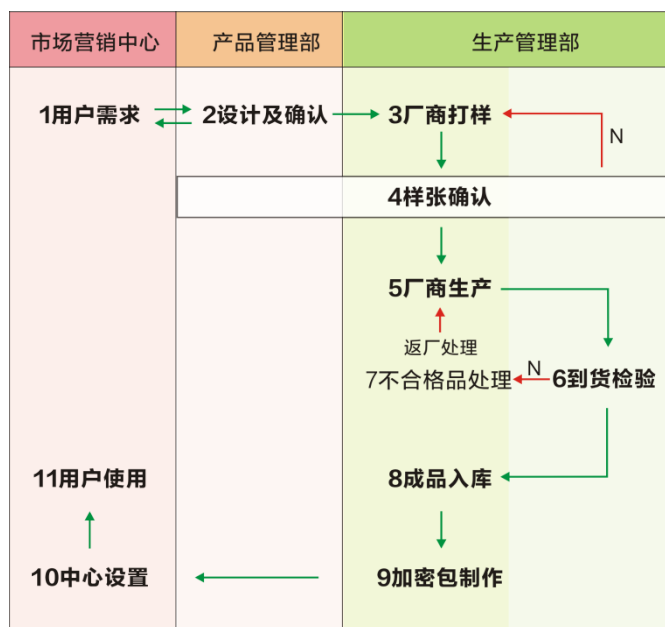 市场营销中心
产品管理部
生产管理部
1用户需求
2设计及确认
3厂商打样
N
4样张确认
5厂商生产
返厂处理
7不合格品处理
N
6到货检验
11用户使用
8成品入库
10中心设置
9加密包制作